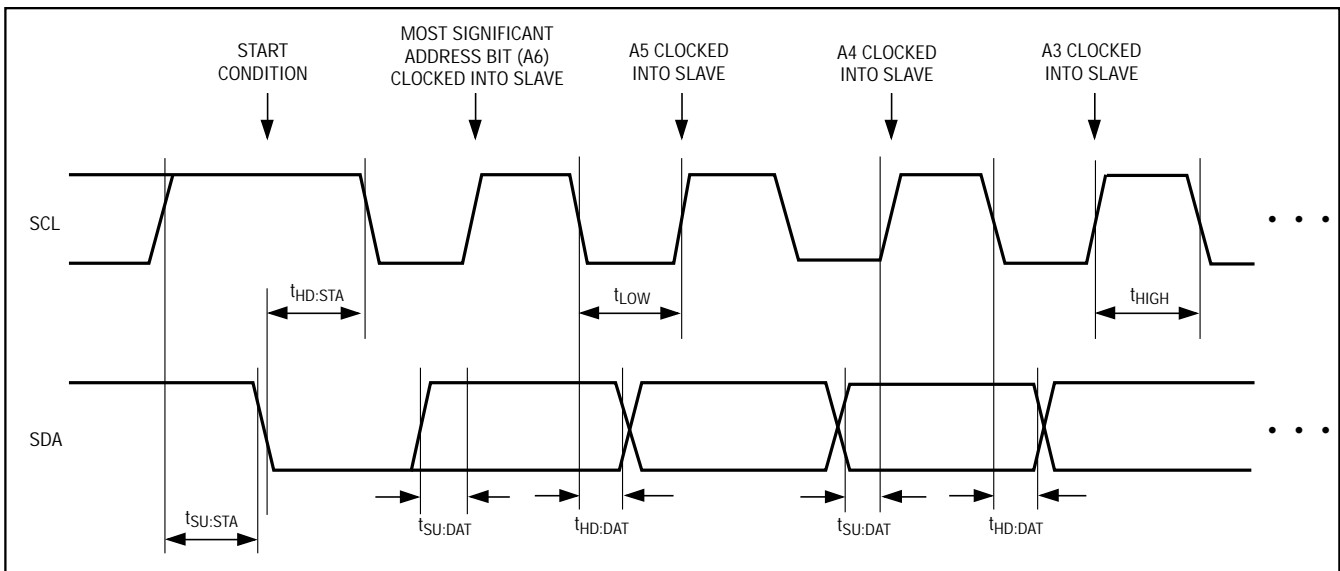 START
CONDITION
MOST SIGNIFICANT
ADDRESS BIT (A6)
CLOCKED INTO SLAVE
A5 CLOCKED
INTO SLAVE
A4 CLOCKED
INTO SLAVE
A3 CLOCKED
INTO SLAVE
SCL
tHD:STA
tLOW
tHIGH
SDA
tSU:STA
tSU:DAT
tHD:DAT
tSU:DAT
tHD:DAT